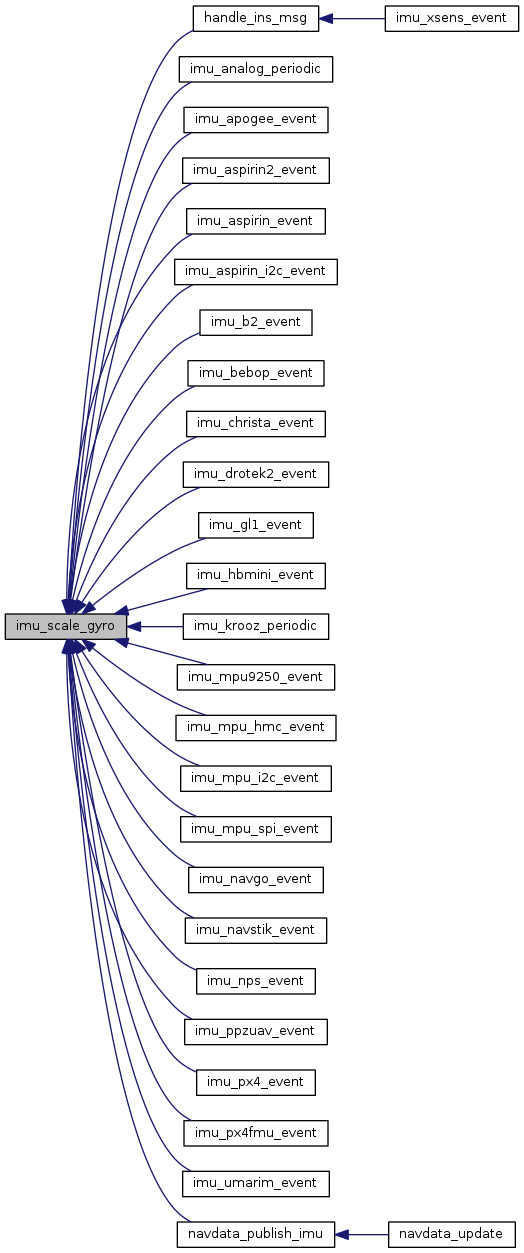 handle_ins_msg
imu_xsens_event
imu_analog_periodic
imu_apogee_event
imu_aspirin2_event
imu_aspirin_event
imu_aspirin_i2c_event
imu_b2_event
imu_bebop_event
imu_christa_event
imu_drotek2_event
imu_gl1_event
imu_hbmini_event
imu_scale_gyro
imu_krooz_periodic
imu_mpu9250_event
imu_mpu_hmc_event
imu_mpu_i2c_event
imu_mpu_spi_event
imu_navgo_event
imu_navstik_event
imu_nps_event
imu_ppzuav_event
imu_px4_event
imu_px4fmu_event
imu_umarim_event
navdata_publish_imu
navdata_update